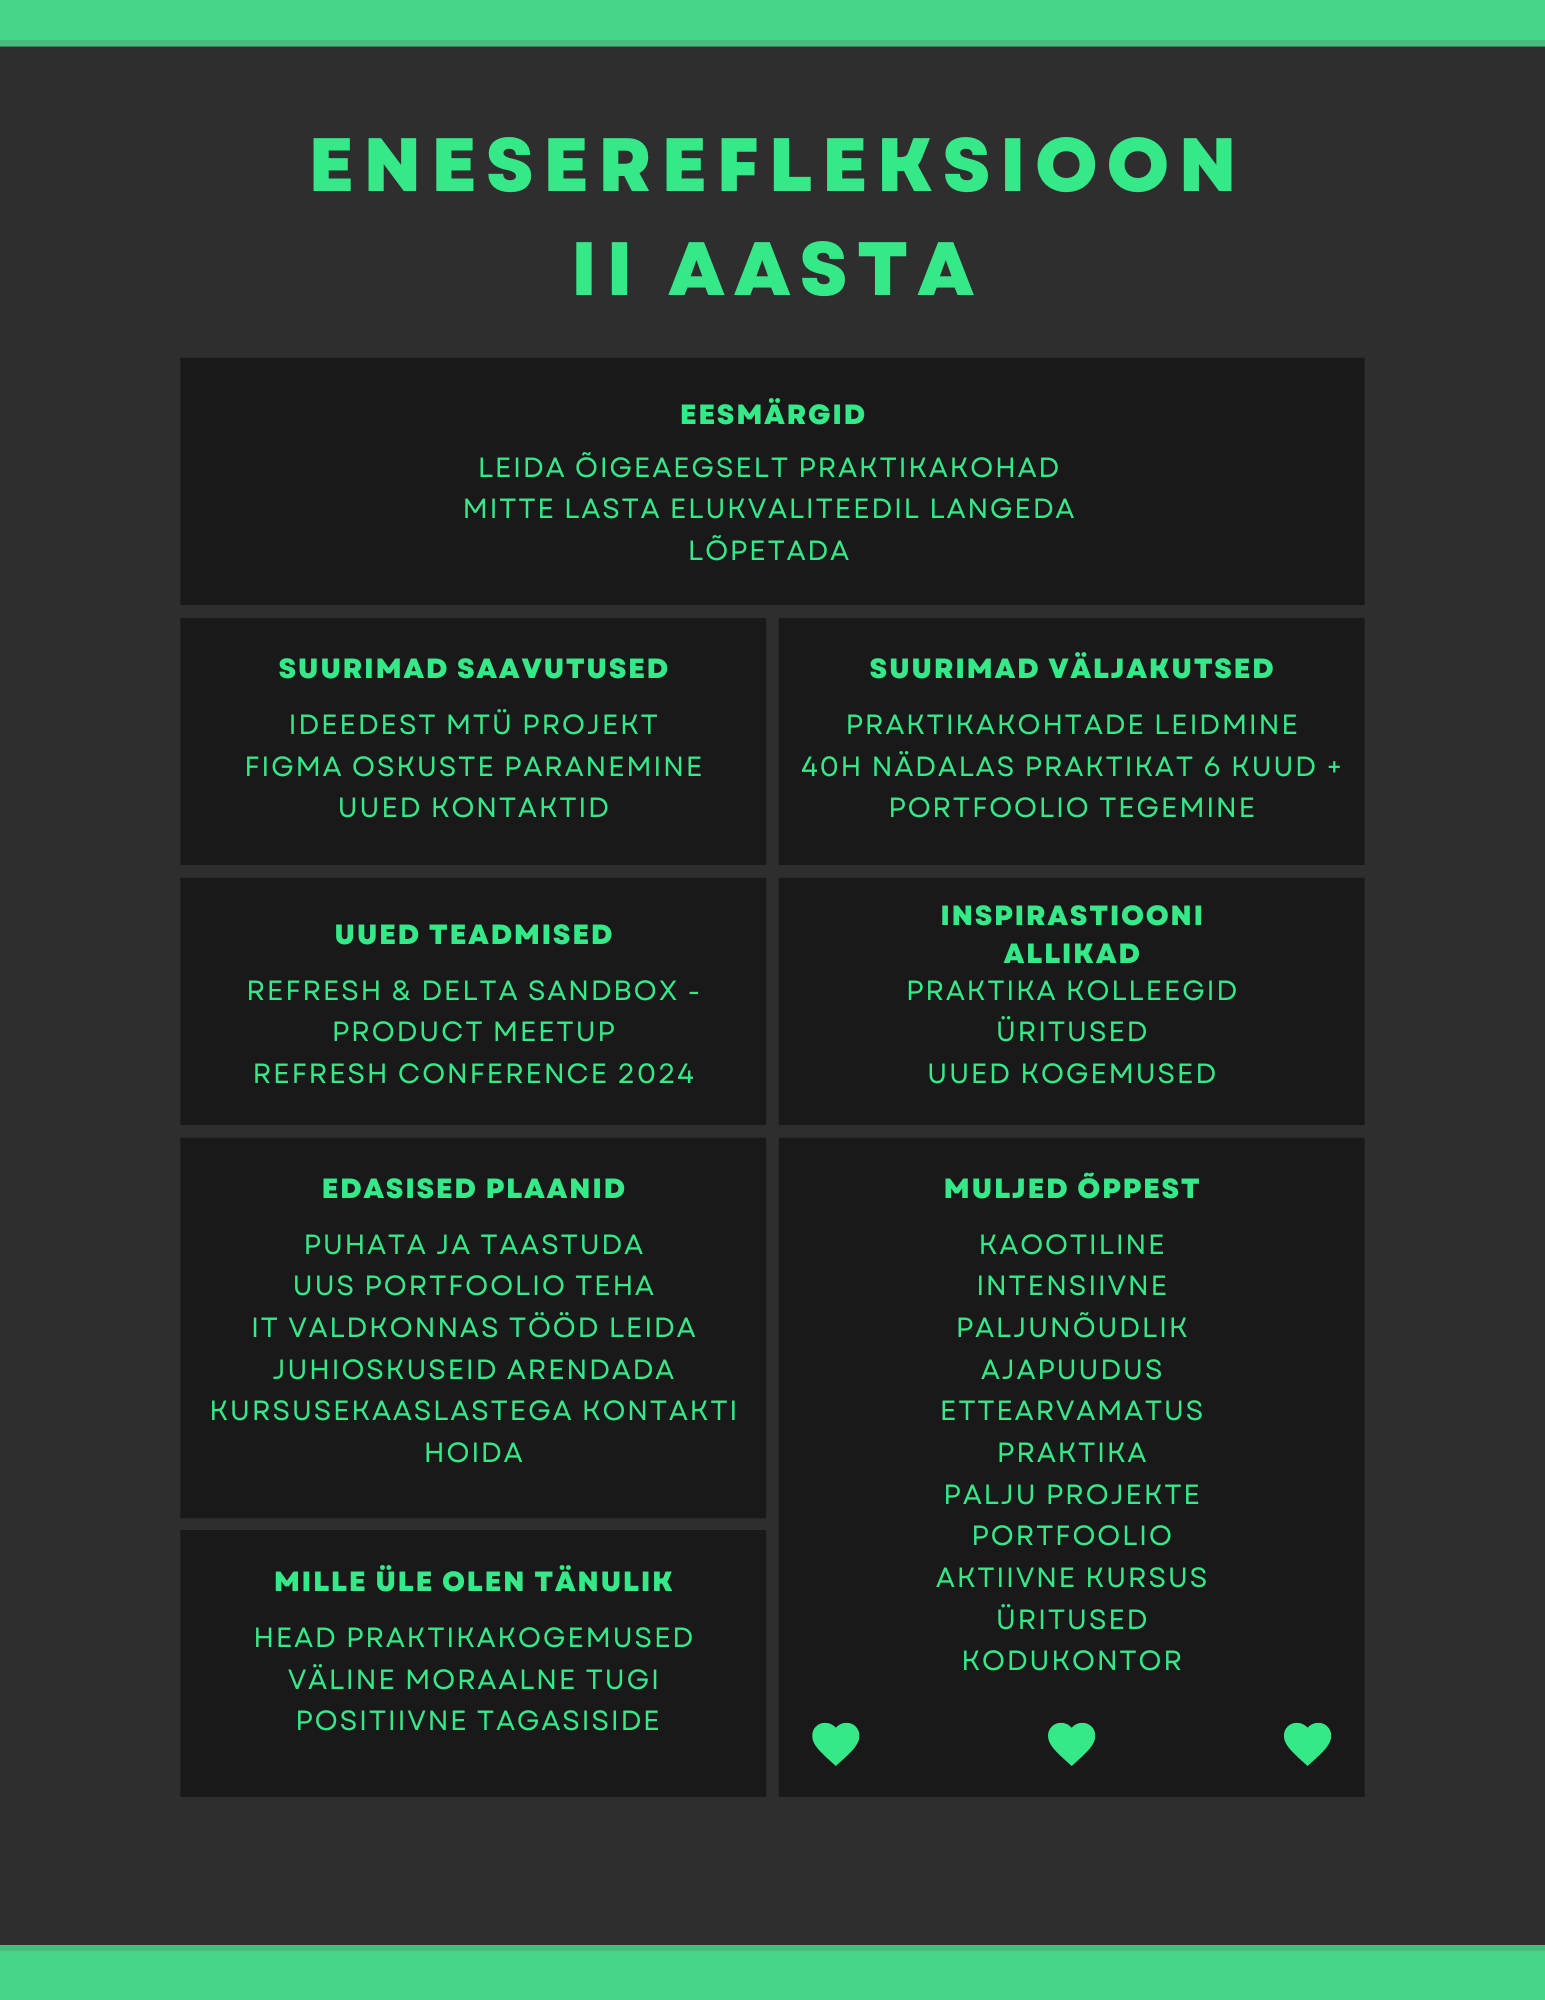 ENESEREFLEKSIOON
II AASTA
EESMÄRGID
LEIDA ÕIGEAEGSELT PRAKTIKAKOHAD
MITTE LASTA ELUKVALITEEDIL LANGEDA
LÕPETADA
SUURIMAD SAAVUTUSED
IDEEDEST MTÜ PROJEKT
FIGMA OSKUSTE PARANEMINE
UUED KONTAKTID
SUURIMAD VÄLJAKUTSED
PRAKTIKAKOHTADE LEIDMINE
40H NÄDALAS PRAKTIKAT 6 KUUD +
PORTFOOLIO TEGEMINE
UUED TEADMISED
REFRESH & DELTA SANDBOX -
PRODUCT MEETUP
REFRESH CONFERENCE 2024
INSPIRASTIOONI
ALLIKAD
PRAKTIKA KOLLEEGID
ÜRITUSED
UUED KOGEMUSED
EDASISED PLAANID
PUHATA JA TAASTUDA
UUS PORTFOOLIO TEHA
IT VALDKONNAS TÖÖD LEIDA
JUHIOSKUSEID ARENDADA
KURSUSEKAASLASTEGA KONTAKTI
HOIDA
MILLE ÜLE OLEN TÄNULIK
HEAD PRAKTIKAKOGEMUSED
VÄLINE MORAALNE TUGI
POSITIIVNE TAGASISIDE
MULJED ÕPPEST
KAOOTILINE
INTENSIIVNE
PALJUNÕUDLIK
AJAPUUDUS
ETTEARVAMATUS
PRAKTIKA
PALJU PROJEKTE
PORTFOOLIO
AKTIIVNE KURSUS
ÜRITUSED
KODUKONTOR